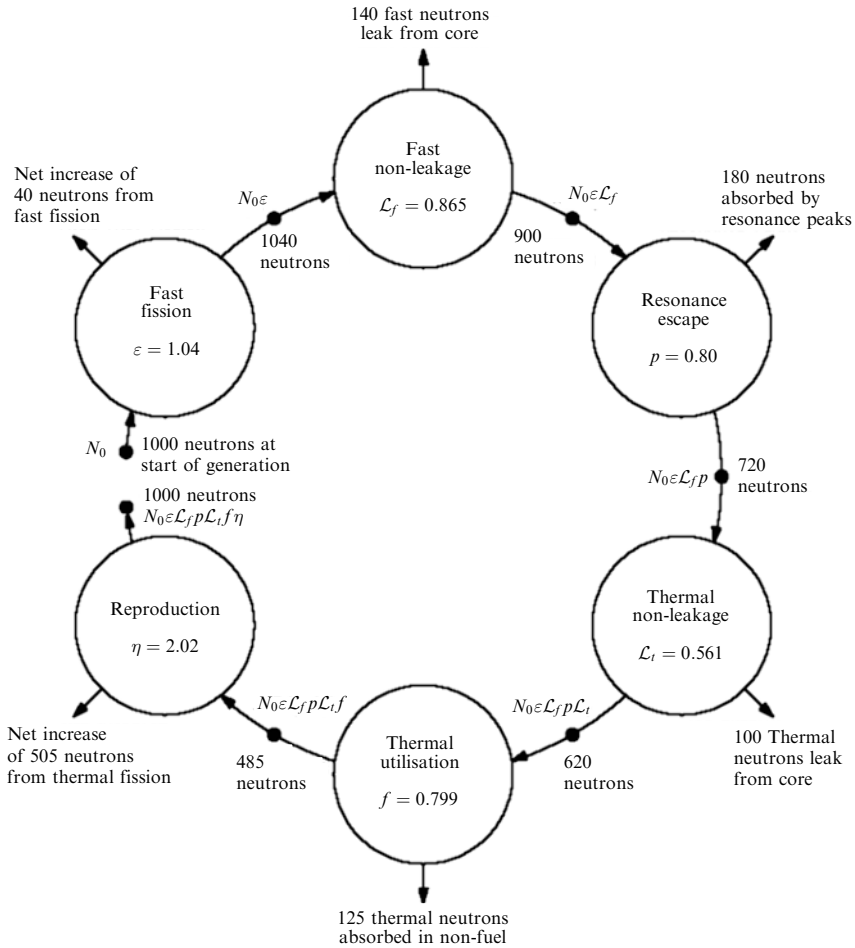 140 fast neutrons
leak from core
Fast
non-leakage
ℒf = 0.865
Net increase of
40 neutrons from
fast fission
N₀ε
1040
neutrons
N₀εℒf
900
neutrons
180 neutrons
absorbed by
resonance peaks
Fast
fission
ε = 1.04
Resonance
escape
p = 0.80
N₀
1000 neutrons at
start of generation
N₀εℒfp
720
neutrons
1000 neutrons
N₀εℒfpℒtfη
Reproduction
η = 2.02
Thermal
non-leakage
ℒt = 0.561
Net increase
of 505 neutrons
from thermal fission
N₀εℒfpℒtf
485
neutrons
Thermal
utilisation
f = 0.799
N₀εℒfpℒt
620
neutrons
100 Thermal
neutrons leak
from core
125 thermal neutrons
absorbed in non-fuel